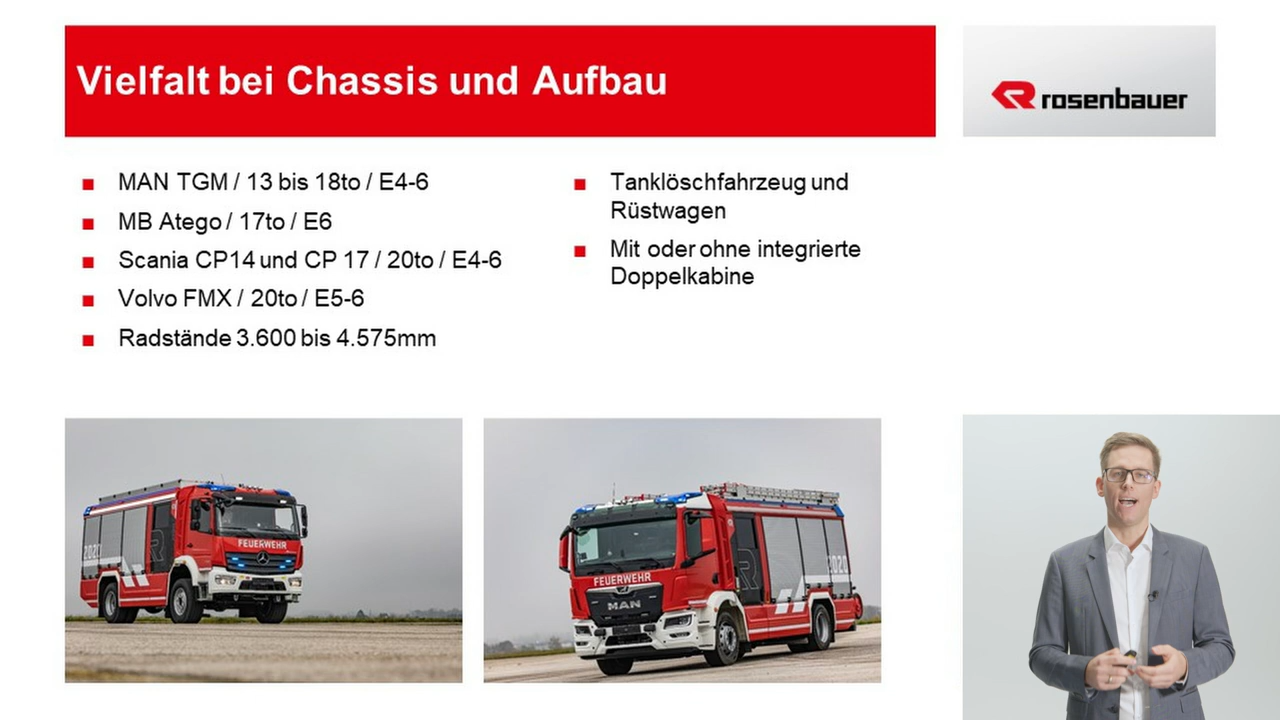 Vielfalt bei Chassis und Aufbau
rosenbauer
MAN TGM / 13 bis 18to / E4-6
MB Atego / 17to / E6
Scania CP14 und CP 17 / 20to / E4-6
Volvo FMX / 20to / E5-6
Radstände 3.600 bis 4.575mm
Tanklöschfahrzeug und
Rüstwagen
Mit oder ohne integrierte
Doppelkabine
FEUERWEHR
2020
FEUERWEHR
MAN
2020